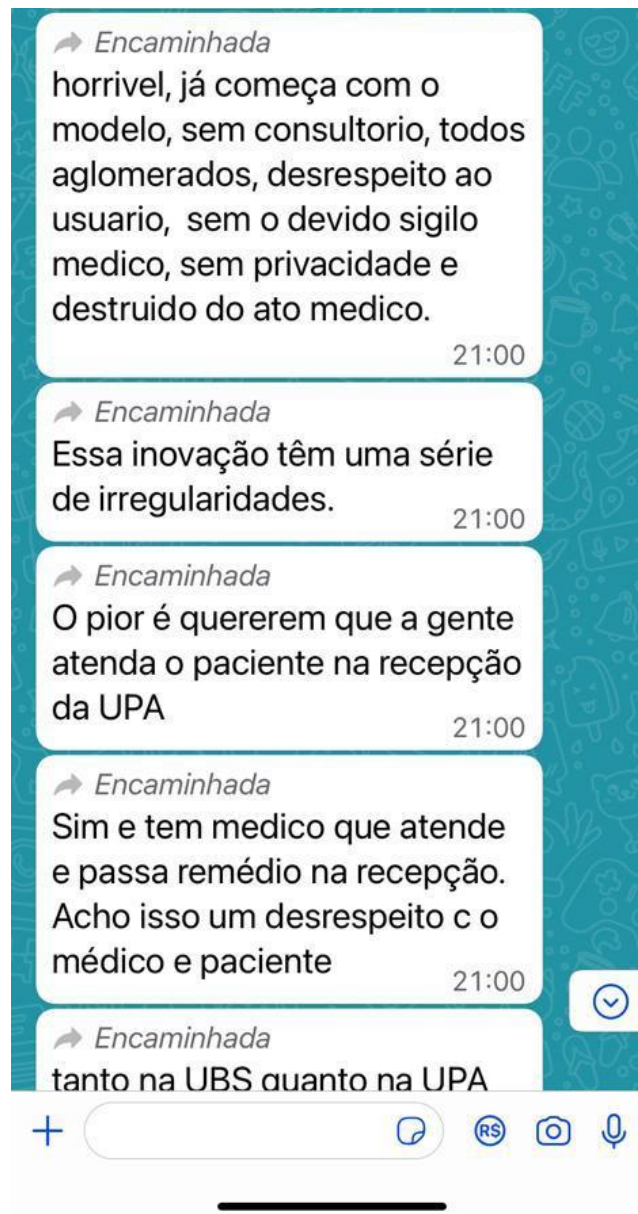 Encaminhada
horrivel, já começa com o
modelo, sem consultorio, todos
aglomerados, desrespeito ao
usuario, sem o devido sigilo
medico, sem privacidade e
destruido do ato medico.
21:00
Encaminhada
Essa inovação têm uma série
de irregularidades.
21:00
Encaminhada
O pior é quererem que a gente
atenda o paciente na recepção
da UPA
21:00
Encaminhada
Sim e tem medico que atende
e passa remédio na recepção.
Acho isso um desrespeito c o
médico e paciente
21:00
Encaminhada
tanto na UBS quanto na UPA
R$